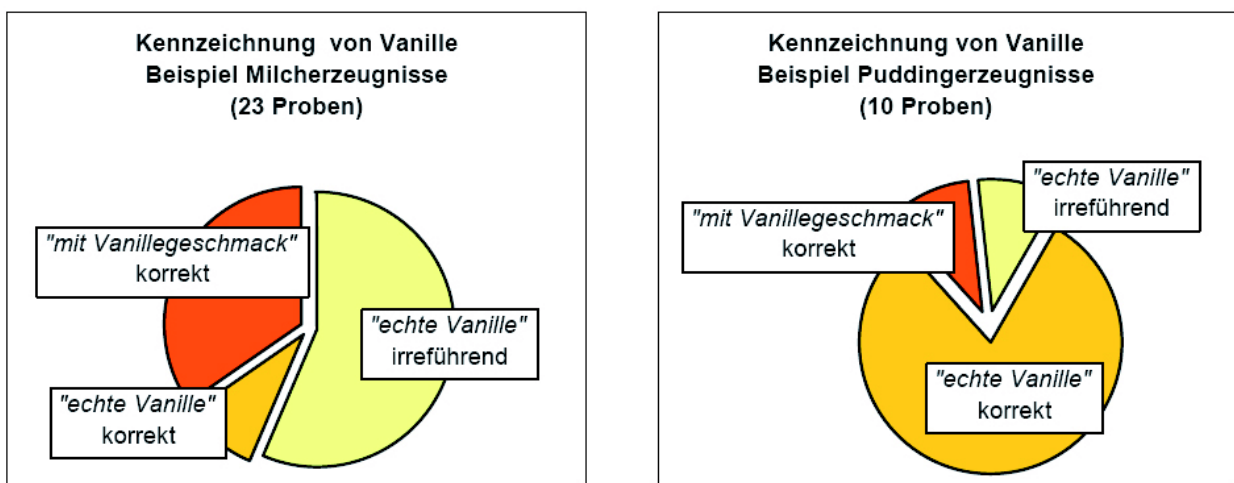 Kennzeichnung von Vanille
Beispiel Milcherzeugnisse
(23 Proben)
"mit Vanillegeschmack"
korrekt
"echte Vanille"
irreführend
"echte Vanille"
korrekt
Kennzeichnung von Vanille
Beispiel Puddingerzeugnisse
(10 Proben)
"echte Vanille"
irreführend
"mit Vanillegeschmack"
korrekt
"echte Vanille"
korrekt